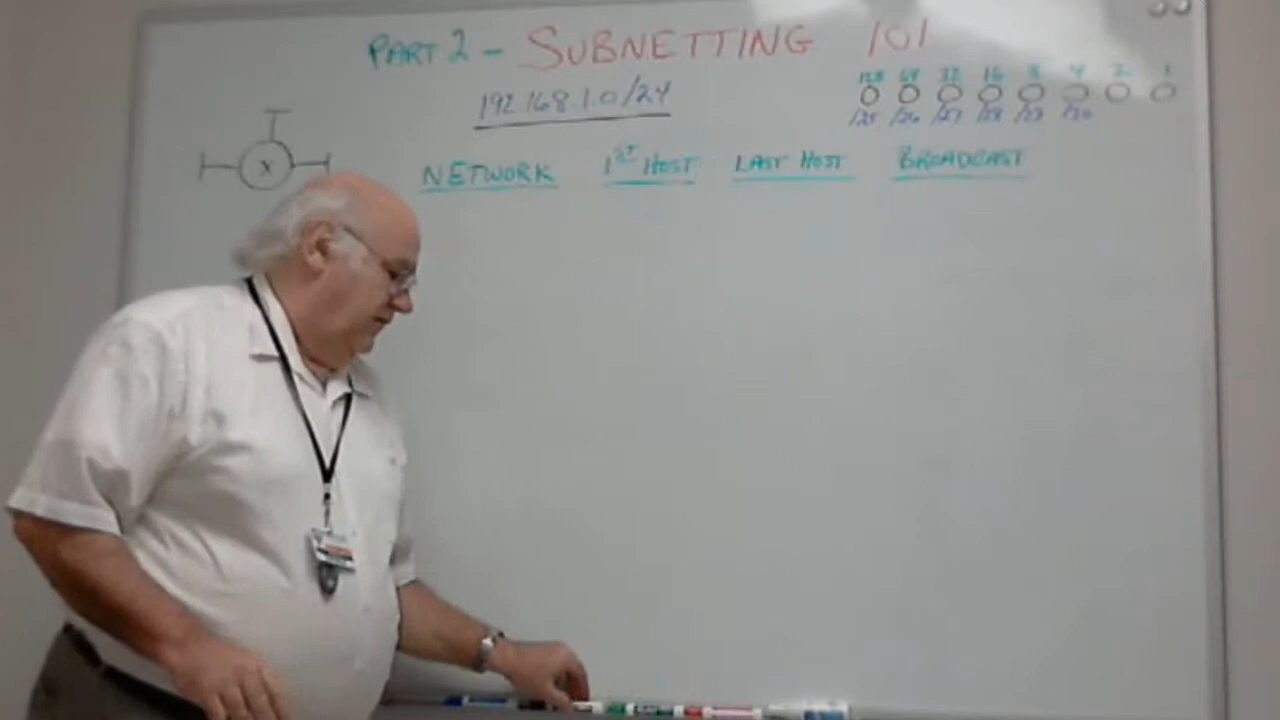 PART 2 - SUBNETTING 101
192.168.1.0/24
128 64 32 16 8 4 2 1
/25 /26 /27 /28 /29 /30
X
NETWORK 1ST HOST LAST HOST BROADCAST